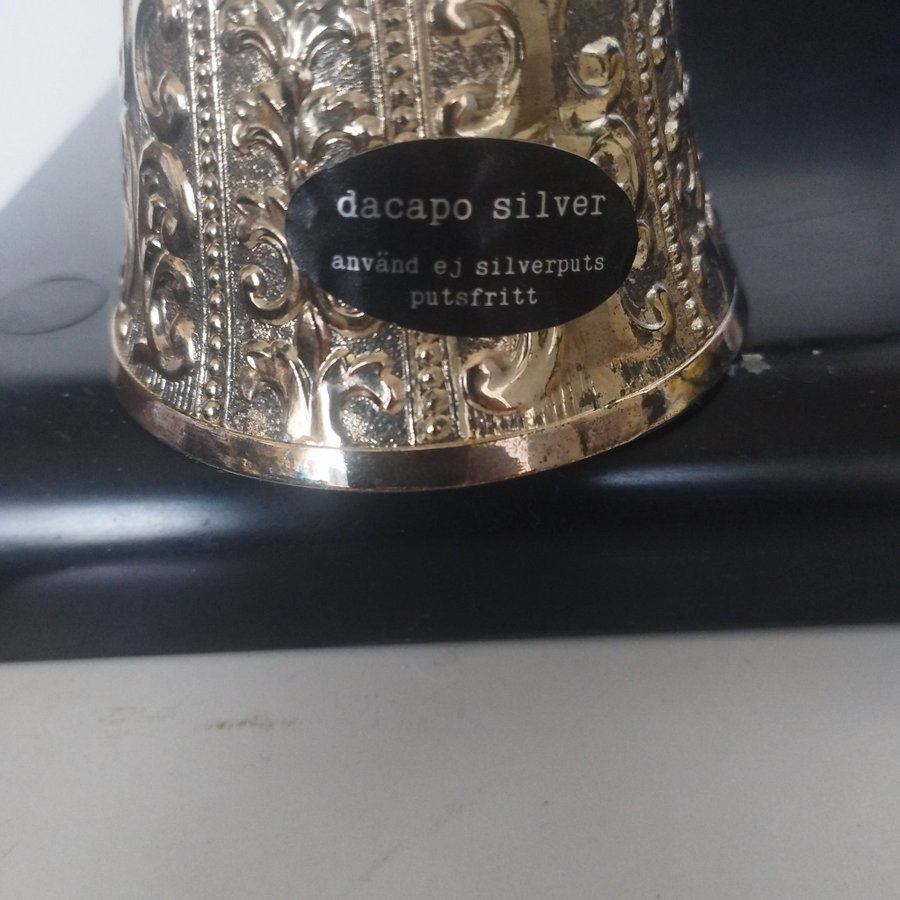 dacapo silver
använd ej silverputs
putsfritt